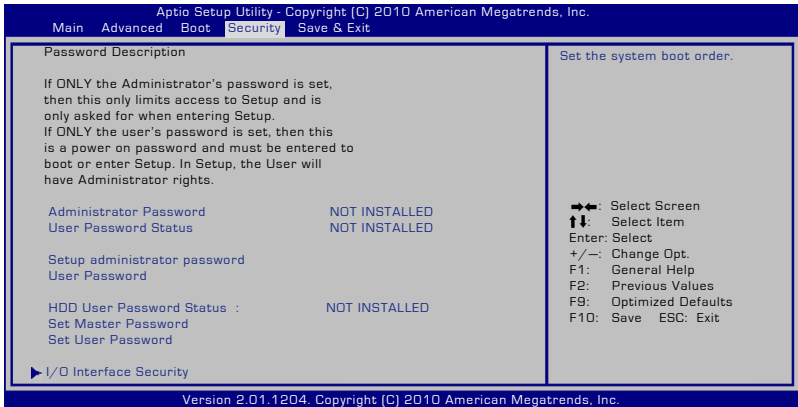 Aptio Setup Utility - Copyright (C) 2010 American Megatrends, Inc.
Main Advanced Boot Security Save & Exit
Password Description
If ONLY the Administrator's password is set,
then this only limits access to Setup and is
only asked for when entering Setup.
If ONLY the user's password is set, then this
is a power on password and must be entered to
boot or enter Setup. In Setup, the User will
have Administrator rights.
Administrator Password NOT INSTALLED
User Password Status NOT INSTALLED
Setup administrator password
User Password
HDD User Password Status : NOT INSTALLED
Set Master Password
Set User Password
I/O Interface Security
Set the system boot order.
→←: Select Screen
↑↓: Select Item
Enter: Select
+/—: Change Opt.
F1: General Help
F2: Previous Values
F9: Optimized Defaults
F10: Save ESC: Exit
Version 2.01.1204. Copyright (C) 2010 American Megatrends, Inc.